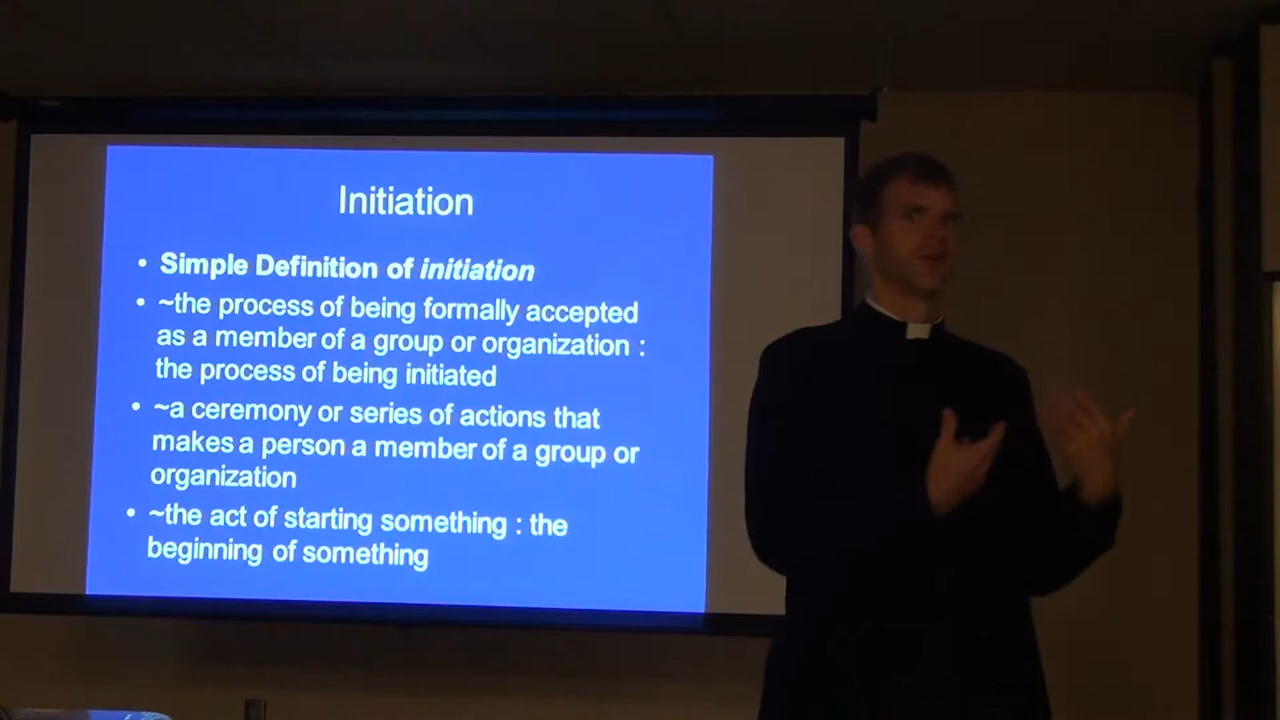 Initiation
• Simple Definition of initiation
• ~the process of being formally accepted
as a member of a group or organization :
the process of being initiated
• ~a ceremony or series of actions that
makes a person a member of a group or
organization
• ~the act of starting something : the
beginning of something